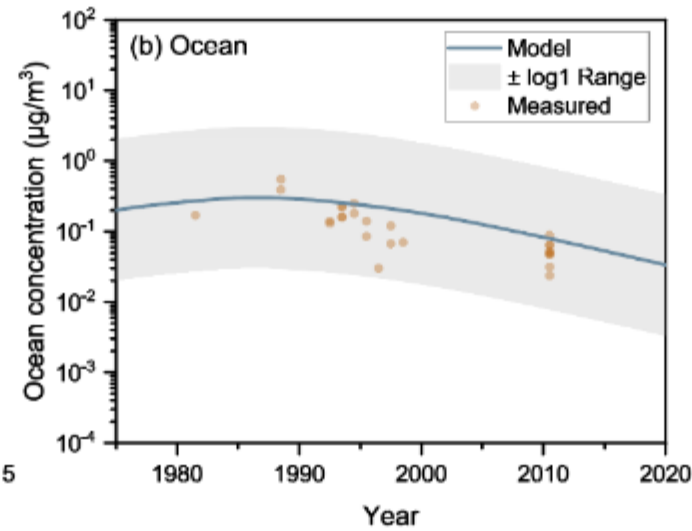 (b) Ocean
Model
± log1 Range
Measured
Ocean concentration (μg/m³)
10²
10¹
10⁰
10⁻¹
10⁻²
10⁻³
10⁻⁴
5 1980 1990 2000 2010 2020
Year